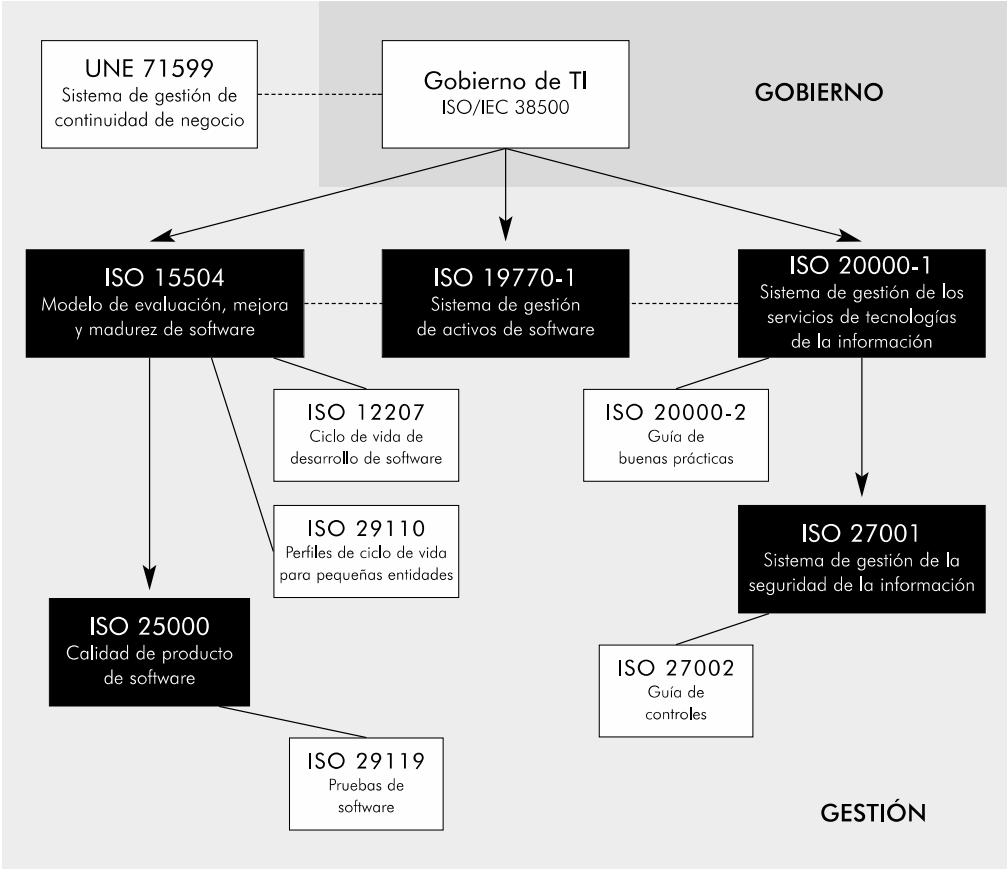 UNE 71599
Sistema de gestión de
continuidad de negocio
Gobierno de TI
ISO/IEC 38500
GOBIERNO
ISO 15504
Modelo de evaluación, mejora
y madurez de software
ISO 19770-1
Sistema de gestión
de activos de software
ISO 20000-1
Sistema de gestión de los
servicios de tecnologías
de la información
ISO 12207
Ciclo de vida de
desarrollo de software
ISO 20000-2
Guía de
buenas prácticas
ISO 29110
Perfiles de ciclo de vida
para pequeñas entidades
ISO 27001
Sistema de gestión de la
seguridad de la información
ISO 25000
Calidad de producto
de software
ISO 27002
Guía de
controles
ISO 29119
Pruebas de
software
GESTIÓN